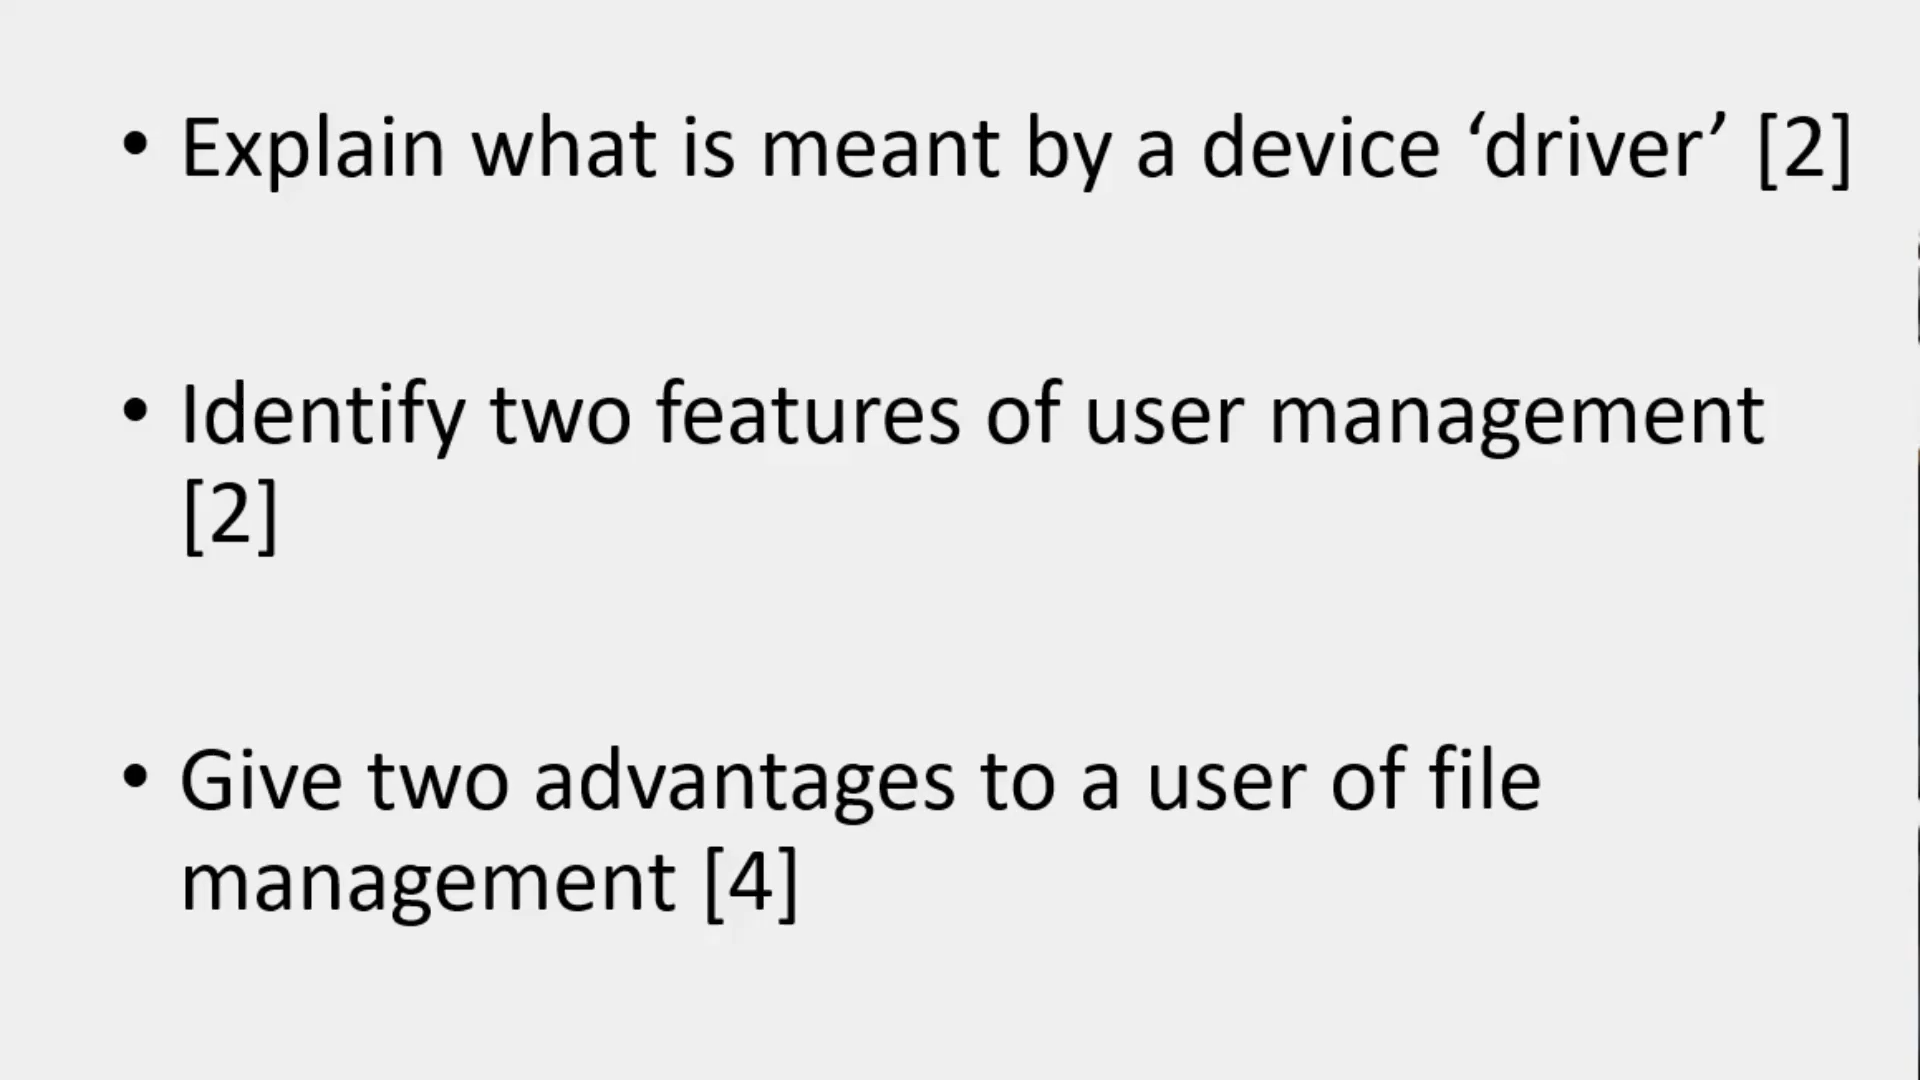 • Explain what is meant by a device ‘driver’ [2]
• Identify two features of user management
[2]
• Give two advantages to a user of file
management [4]